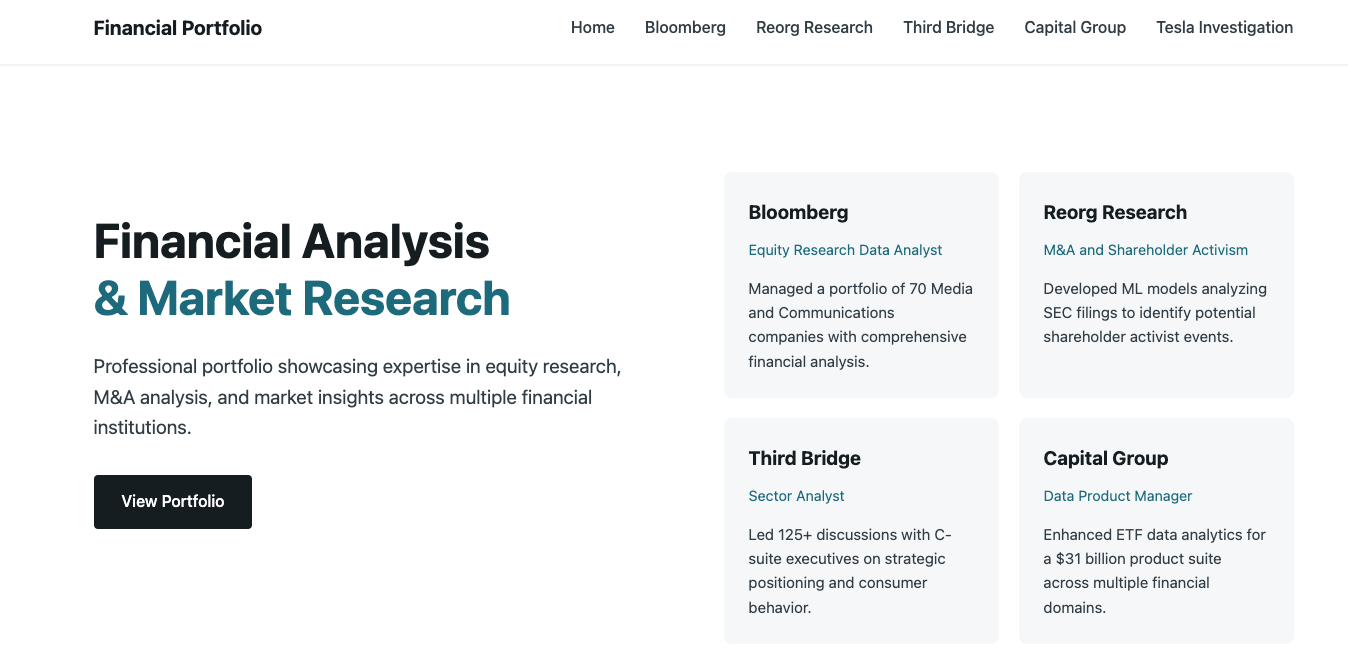 Financial Portfolio
Home Bloomberg Reorg Research Third Bridge Capital Group Tesla Investigation
Financial Analysis
& Market Research
Professional portfolio showcasing expertise in equity research,
M&A analysis, and market insights across multiple financial
institutions.
View Portfolio
Bloomberg
Equity Research Data Analyst
Managed a portfolio of 70 Media
and Communications
companies with comprehensive
financial analysis.
Reorg Research
M&A and Shareholder Activism
Developed ML models analyzing
SEC filings to identify potential
shareholder activist events.
Third Bridge
Sector Analyst
Led 125+ discussions with C-
suite executives on strategic
positioning and consumer
behavior.
Capital Group
Data Product Manager
Enhanced ETF data analytics for
a $31 billion product suite
across multiple financial
domains.